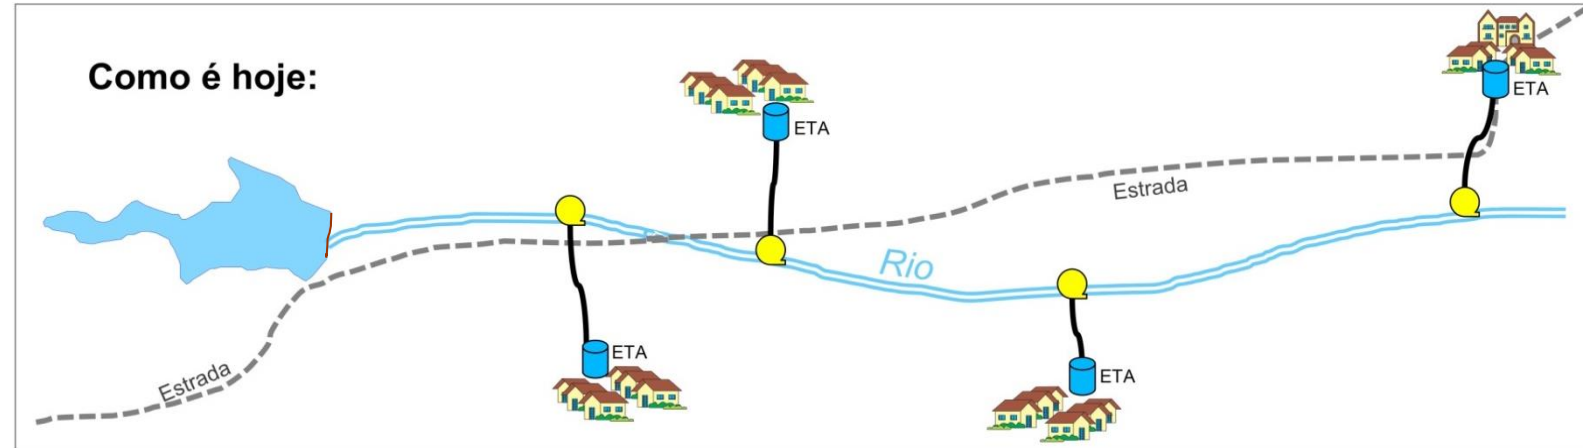 Como é hoje:
ETA
ETA
Estrada
Rio
ETA
Estrada
ETA